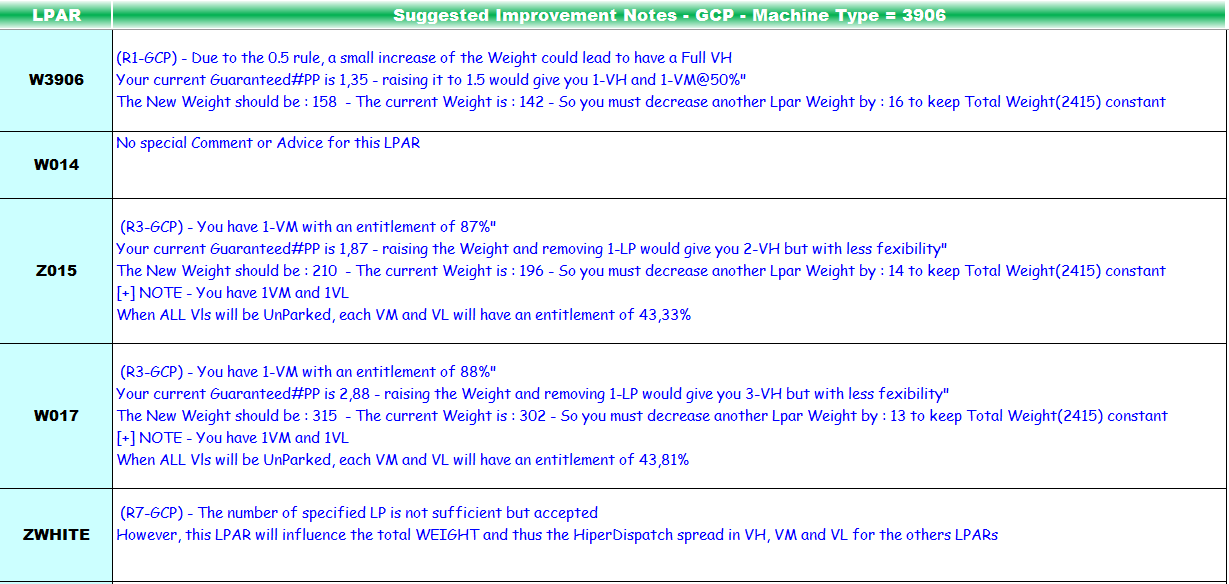 LPAR Suggested Improvement Notes - GCP - Machine Type = 3906
W3906
(R1-GCP) - Due to the 0.5 rule, a small increase of the Weight could lead to have a Full VH
Your current Guaranteed#PP is 1,35 - raising it to 1.5 would give you 1-VH and 1-VM@50%"
The New Weight should be : 158 - The current Weight is : 142 - So you must decrease another Lpar Weight by : 16 to keep Total Weight(2415) constant
W014
No special Comment or Advice for this LPAR
Z015
(R3-GCP) - You have 1-VM with an entitlement of 87%"
Your current Guaranteed#PP is 1,87 - raising the Weight and removing 1-LP would give you 2-VH but with less fexibility"
The New Weight should be : 210 - The current Weight is : 196 - So you must decrease another Lpar Weight by : 14 to keep Total Weight(2415) constant
[+] NOTE - You have 1VM and 1VL
When ALL Vls will be UnParked, each VM and VL will have an entitlement of 43,33%
W017
(R3-GCP) - You have 1-VM with an entitlement of 88%"
Your current Guaranteed#PP is 2,88 - raising the Weight and removing 1-LP would give you 3-VH but with less fexibility"
The New Weight should be : 315 - The current Weight is : 302 - So you must decrease another Lpar Weight by : 13 to keep Total Weight(2415) constant
[+] NOTE - You have 1VM and 1VL
When ALL Vls will be UnParked, each VM and VL will have an entitlement of 43,81%
ZWHITE
(R7-GCP) - The number of specified LP is not sufficient but accepted
However, this LPAR will influence the total WEIGHT and thus the HiperDispatch spread in VH, VM and VL for the others LPARs